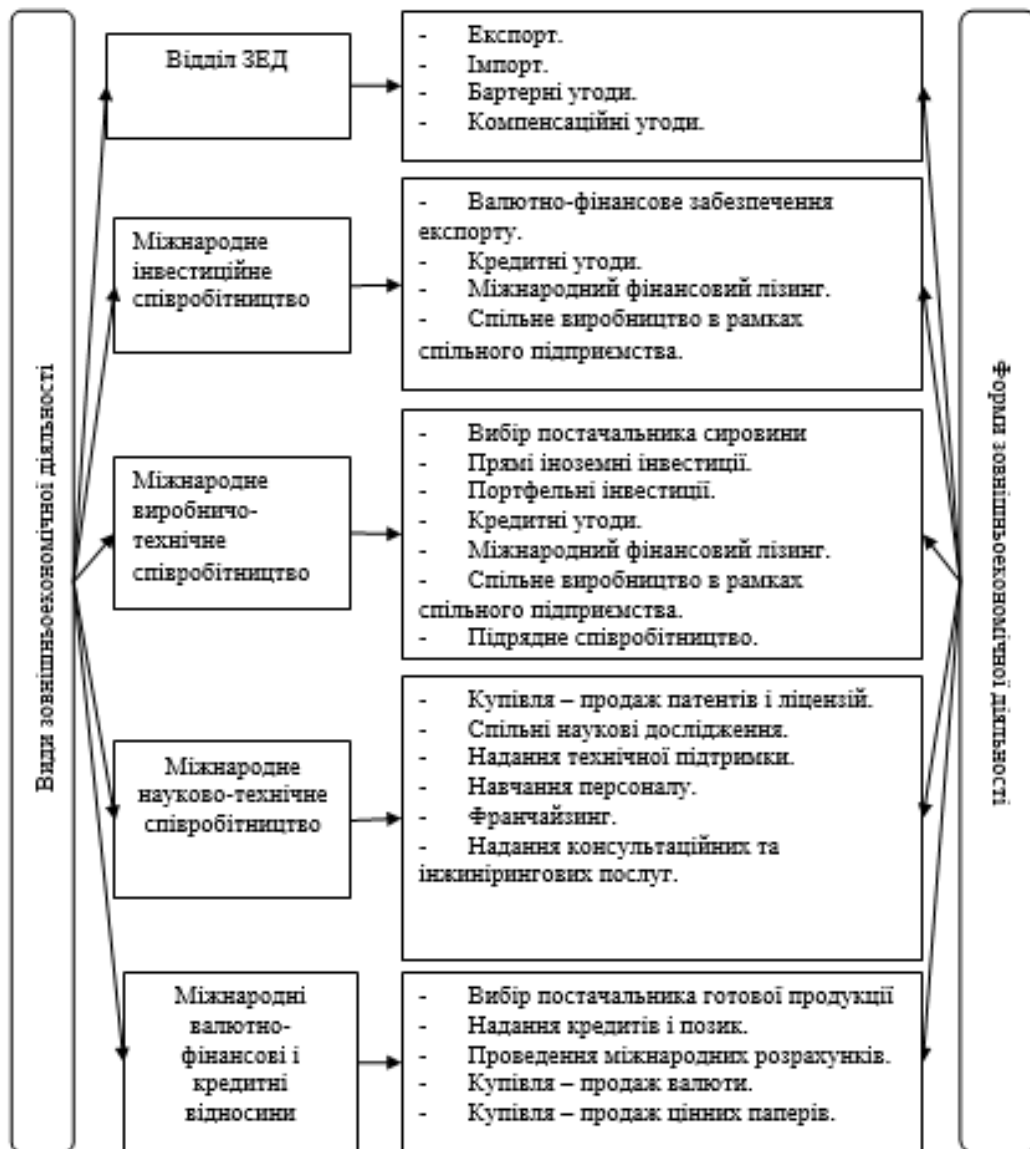 Види зовнішньоекономічної діяльності
Відділ ЗЕД
- Експорт.
- Імпорт.
- Бартерні угоди.
- Компенсаційні угоди.
Міжнародне
інвестиційне
співробітництво
- Валютно-фінансове забезпечення
експорту.
- Кредитні угоди.
- Міжнародний фінансовий лізинг.
- Спільне виробництво в рамках
спільного підприємства.
Міжнародне
виробничо-
технічне
співробітництво
- Вибір постачальника сировини
- Прямі іноземні інвестиції.
- Портфельні інвестиції.
- Кредитні угоди.
- Міжнародний фінансовий лізинг.
- Спільне виробництво в рамках
спільного підприємства.
- Підрядне співробітництво.
Міжнародне
науково-технічне
співробітництво
- Купівля – продаж патентів і ліцензій.
- Спільні наукові дослідження.
- Надання технічної підтримки.
- Навчання персоналу.
- Франчайзинг.
- Надання консультаційних та
інжинірингових послуг.
Міжнародні
валютно-
фінансові і
кредитні
відносини
- Вибір постачальника готової продукції
- Надання кредитів і позик.
- Проведення міжнародних розрахунків.
- Купівля – продаж валюти.
- Купівля – продаж цінних паперів.
Форми зовнішньоекономічної діяльності